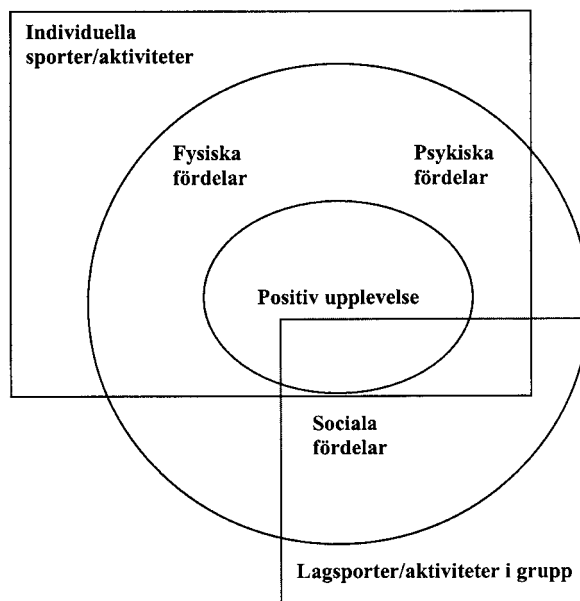 Individuella
sporter/aktiviteter
Fysiska
fördelar
Psykiska
fördelar
Positiv upplevelse
Sociala
fördelar
Lagsporter/aktiviteter i grupp